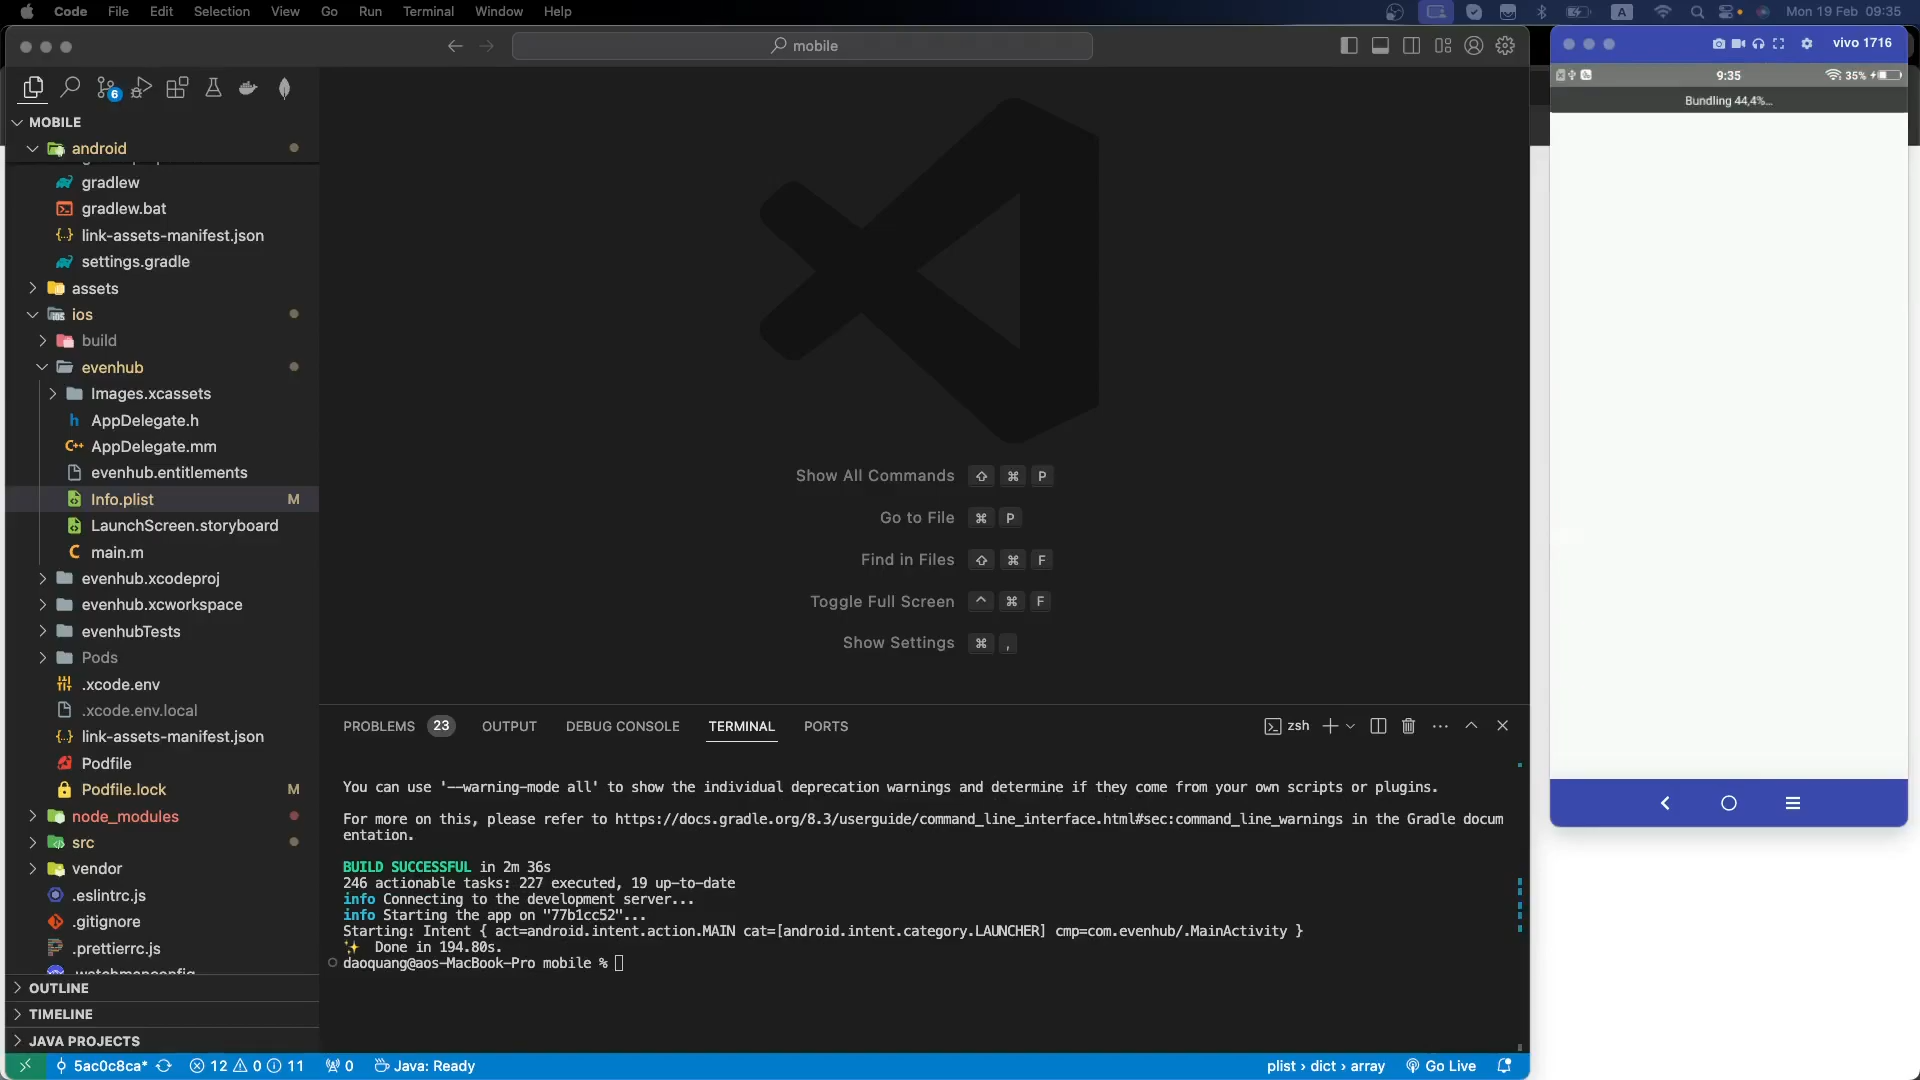 Code File Edit Selection View Go Run Terminal Window Help
A
Mon 19 Feb 09:35
mobile
vivo 1716
6
9:35
35%
Bundling 44,4%...
MOBILE
android
gradlew
gradlew.bat
link-assets-manifest.json
settings.gradle
assets
ios
build
evenhub
Images.xcassets
AppDelegate.h
AppDelegate.mm
evenhub.entitlements
Info.plist M
LaunchScreen.storyboard
main.m
evenhub.xcodeproj
evenhub.xcworkspace
evenhubTests
Pods
.xcode.env
.xcode.env.local
link-assets-manifest.json
Podfile
Podfile.lock M
node_modules
src
vendor
.eslintrc.js
.gitignore
.prettierrc.js
.watchmanconfig
OUTLINE
TIMELINE
JAVA PROJECTS
Show All Commands ⇧ ⌘ P
Go to File ⌘ P
Find in Files ⇧ ⌘ F
Toggle Full Screen ^ ⌘ F
Show Settings ⌘ ,
PROBLEMS 23 OUTPUT DEBUG CONSOLE TERMINAL PORTS
zsh
You can use '--warning-mode all' to show the individual deprecation warnings and determine if they come from your own scripts or plugins.
For more on this, please refer to https://docs.gradle.org/8.3/userguide/command_line_interface.html#sec:command_line_warnings in the Gradle docum
entation.
BUILD SUCCESSFUL in 2m 36s
246 actionable tasks: 227 executed, 19 up-to-date
info Connecting to the development server...
info Starting the app on "77b1cc52"...
Starting: Intent { act=android.intent.action.MAIN cat=[android.intent.category.LAUNCHER] cmp=com.evenhub/.MainActivity }
✨ Done in 194.80s.
daoquang@aos-MacBook-Pro mobile %
5ac0c8ca* 12 0 11 0 Java: Ready
plist › dict › array Go Live